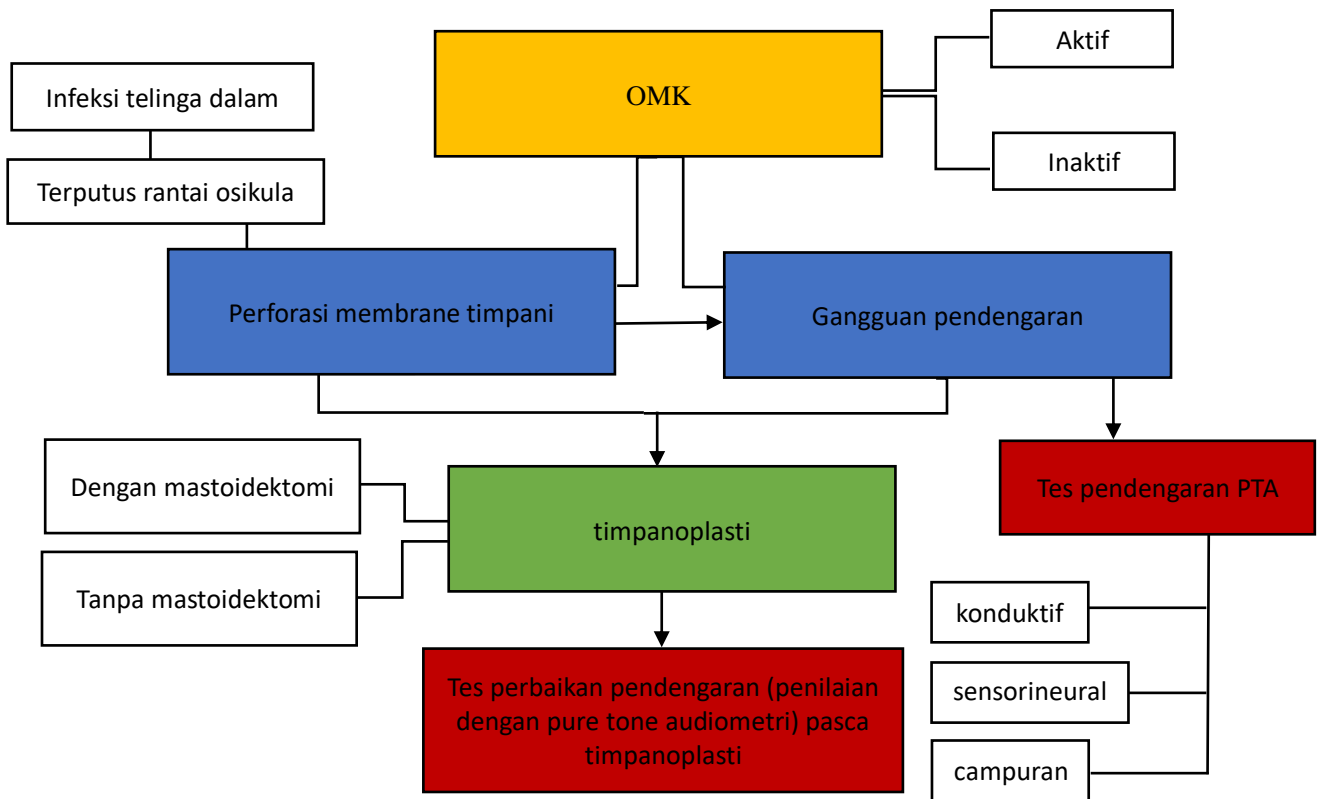 Aktif
Infeksi telinga dalam
OMK
Inaktif
Terputus rantai osikula
Perforasi membrane timpani
Gangguan pendengaran
Dengan mastoidektomi
Tes pendengaran PTA
timpanoplasti
Tanpa mastoidektomi
konduktif
Tes perbaikan pendengaran (penilaian
dengan pure tone audiometri) pasca
timpanoplasti
sensorineural
campuran